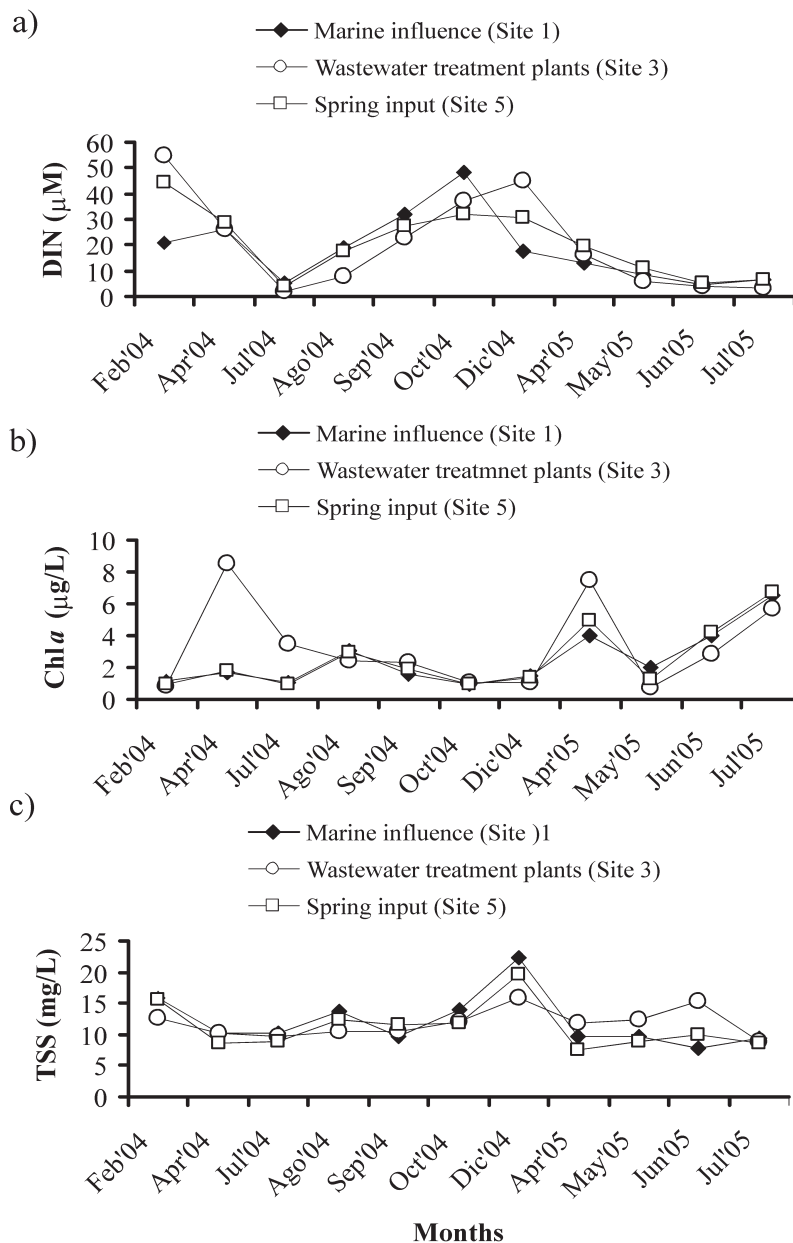 a)
Marine influence (Site 1)
Wastewater treatment plants (Site 3)
Spring input (Site 5)
DIN (μM)
60
50
40
30
20
10
0
Feb'04 Apr'04 Jul'04 Ago'04 Sep'04 Oct'04 Dic'04 Apr'05 May'05 Jun'05 Jul'05
b)
Marine influence (Site 1)
Wastewater treatmnet plants (Site 3)
Spring input (Site 5)
Chla (μg/L)
10
8
6
4
2
0
Feb'04 Apr'04 Jul'04 Ago'04 Sep'04 Oct'04 Dic'04 Apr'05 May'05 Jun'05 Jul'05
c)
Marine influence (Site )1
Wastewater treatment plants (Site 3)
Spring input (Site 5)
TSS (mg/L)
25
20
15
10
5
0
Feb'04 Apr'04 Jul'04 Ago'04 Sep'04 Oct'04 Dic'04 Apr'05 May'05 Jun'05 Jul'05
Months